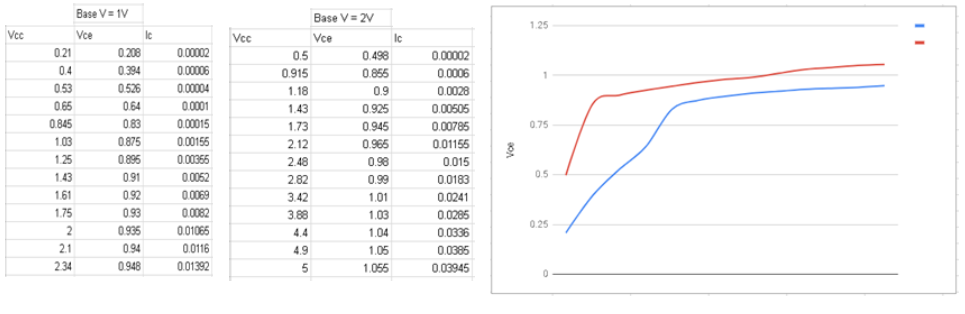 Base V = 1V
Vcc Vce Ic
0.21 0.208 0.00002
0.4 0.394 0.00006
0.53 0.526 0.00004
0.65 0.64 0.0001
0.845 0.83 0.00015
1.03 0.875 0.00155
1.25 0.895 0.00355
1.43 0.91 0.0052
1.61 0.92 0.0069
1.75 0.93 0.0082
2 0.935 0.01065
2.1 0.94 0.0116
2.34 0.948 0.01392
Base V = 2V
Vcc Vce Ic
0.5 0.498 0.00002
0.915 0.855 0.0006
1.18 0.9 0.0028
1.43 0.925 0.00505
1.73 0.945 0.00785
2.12 0.965 0.01155
2.48 0.98 0.015
2.82 0.99 0.0183
3.42 1.01 0.0241
3.88 1.03 0.0285
4.4 1.04 0.0336
4.9 1.05 0.0385
5 1.055 0.03945
1.25
1
0.75
Vce
0.5
0.25
0